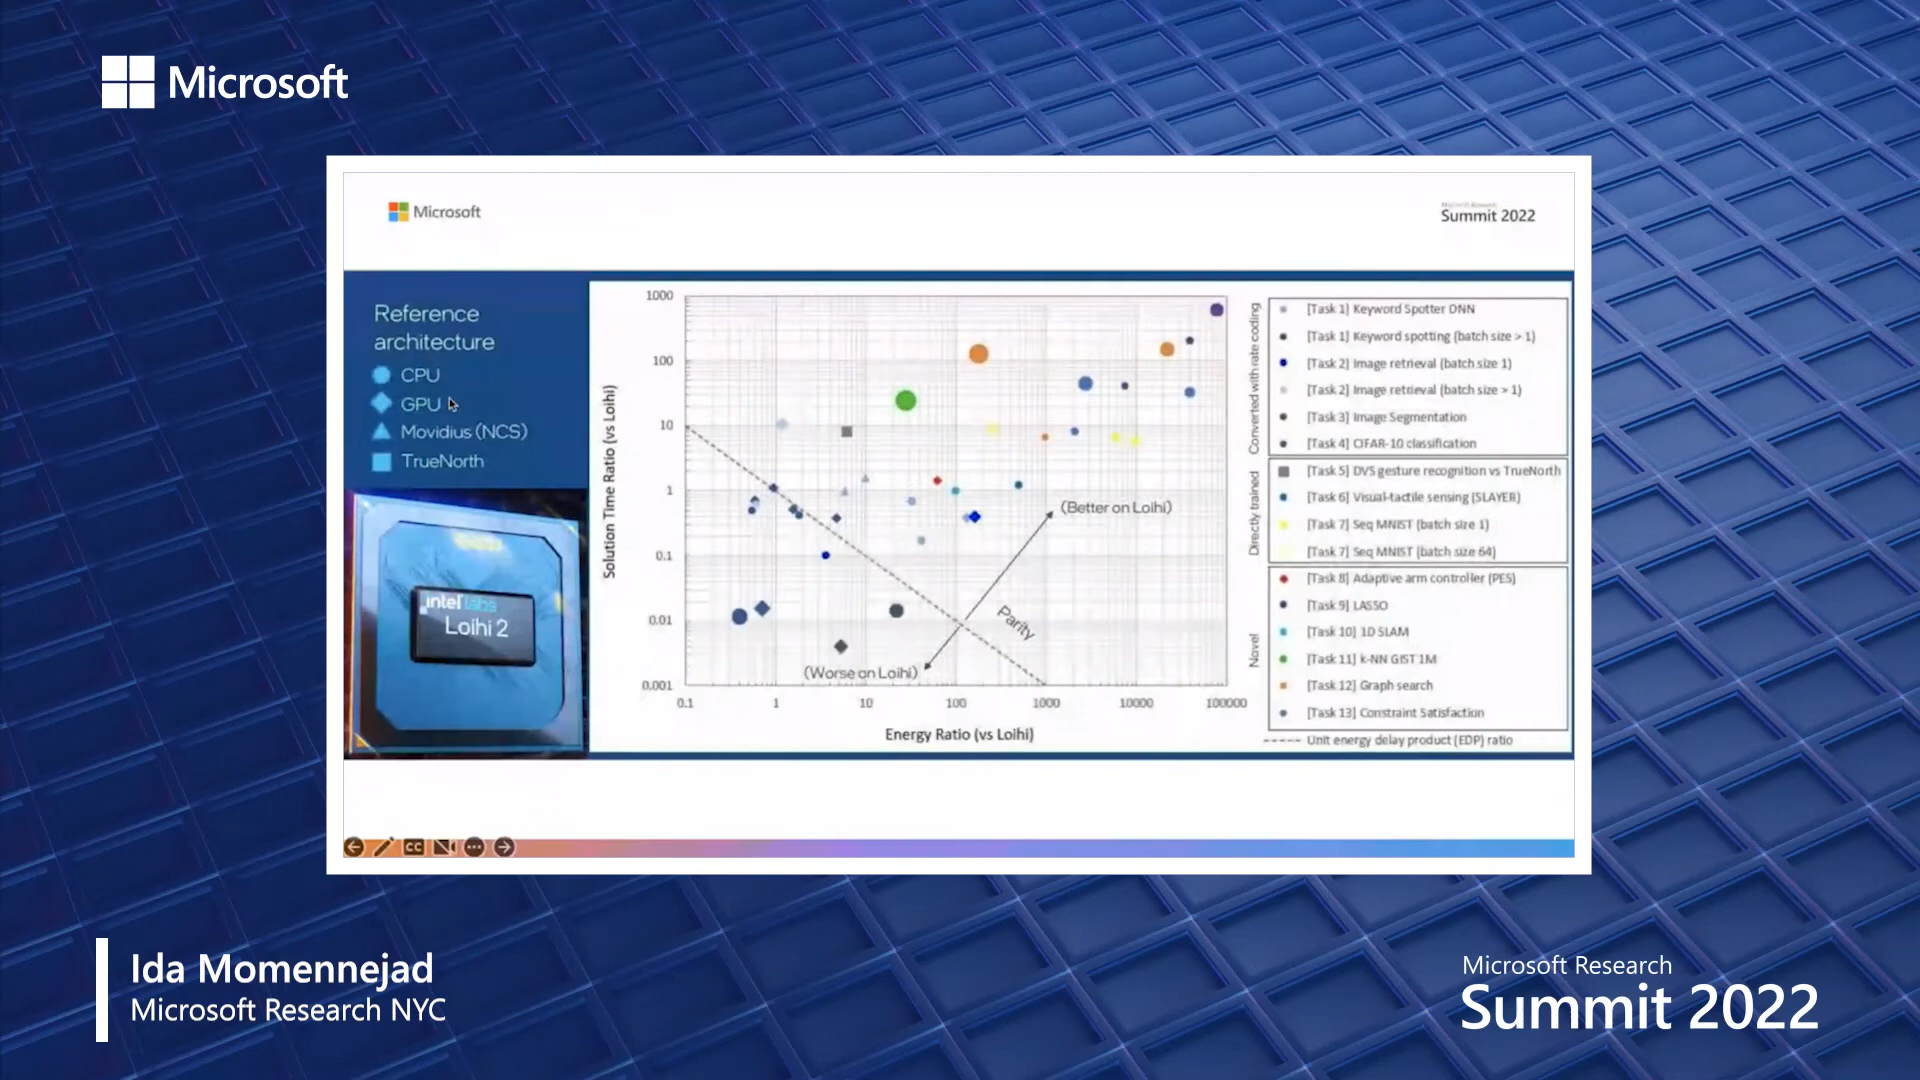 Microsoft
Microsoft
Summit 2022
Reference
architecture
CPU
GPU
Movidius (NCS)
TrueNorth
intel labs
Loihi 2
Solution Time Ratio (vs Loihi)
1000
100
10
1
0.1
0.01
0.001
0.1
1
10
100
1000
10000
100000
Energy Ratio (vs Loihi)
(Better on Loihi)
Parity
(Worse on Loihi)
Converted with rate coding
[Task 1] Keyword Spotter DNN
[Task 1] Keyword spotting (batch size > 1)
[Task 2] Image retrieval (batch size 1)
[Task 2] Image retrieval (batch size > 1)
[Task 3] Image Segmentation
[Task 4] CIFAR-10 classification
Directly trained
[Task 5] DVS gesture recognition vs TrueNorth
[Task 6] Visual-tactile sensing (SLAYER)
[Task 7] Seq MNIST (batch size 1)
[Task 7] Seq MNIST (batch size 64)
Novel
[Task 8] Adaptive arm controller (PES)
[Task 9] LASSO
[Task 10] 1D SLAM
[Task 11] k-NN GIST 1M
[Task 12] Graph search
[Task 13] Constraint Satisfaction
Unit energy delay product (EDP) ratio
CC
Ida Momennejad
Microsoft Research NYC
Microsoft Research
Summit 2022